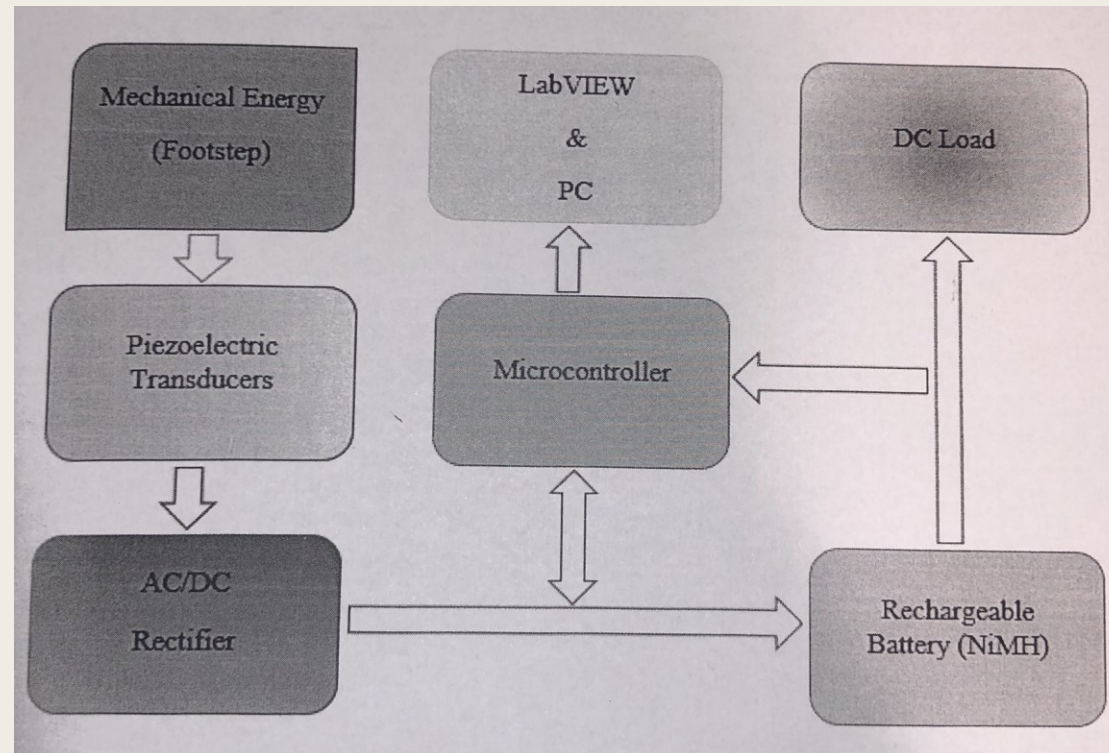 Mechanical Energy
(Footstep)
LabVIEW
&
PC
DC Load
Piezoelectric
Transducers
Microcontroller
AC/DC
Rectifier
Rechargeable
Battery (NiMH)